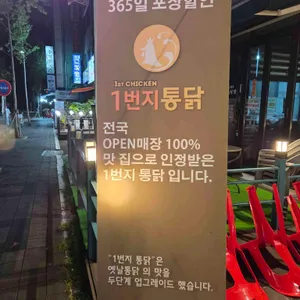 365일 포장할인
1ST CHICKEN
1번지통닭
전국
OPEN매장 100%
맛 집으로 인정받은
1번지 통닭 입니다.
"1번지 통닭"은
옛날통닭 의 맛을
두단계 업그레이드 했습니다.